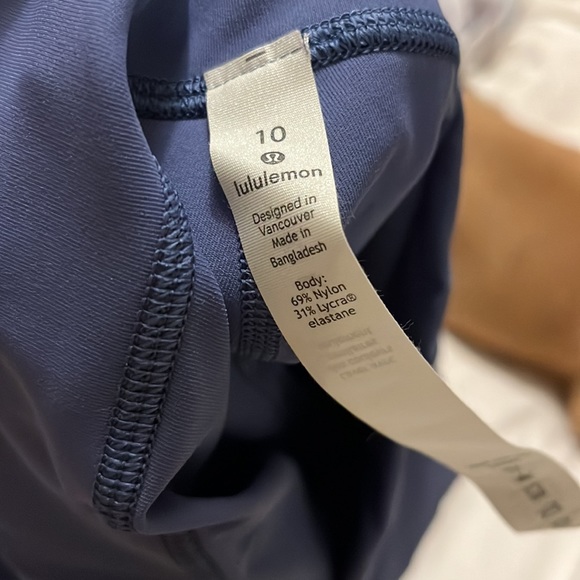 10
lululemon
Designed in
Vancouver
Made in
Bangladesh
Body:
69% Nylon
31% Lycra®
elastane